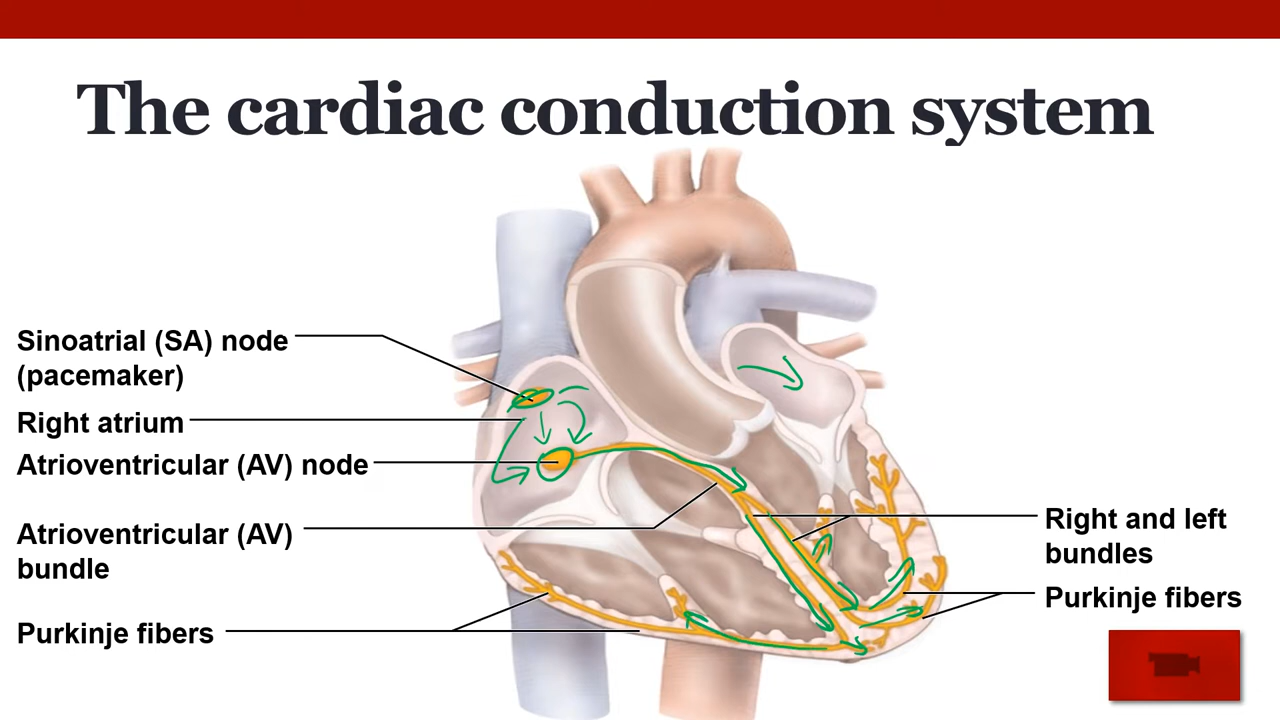 The cardiac conduction system
Sinoatrial (SA) node
(pacemaker)
Right atrium
Atrioventricular (AV) node
Atrioventricular (AV)
bundle
Purkinje fibers
Right and left
bundles
Purkinje fibers